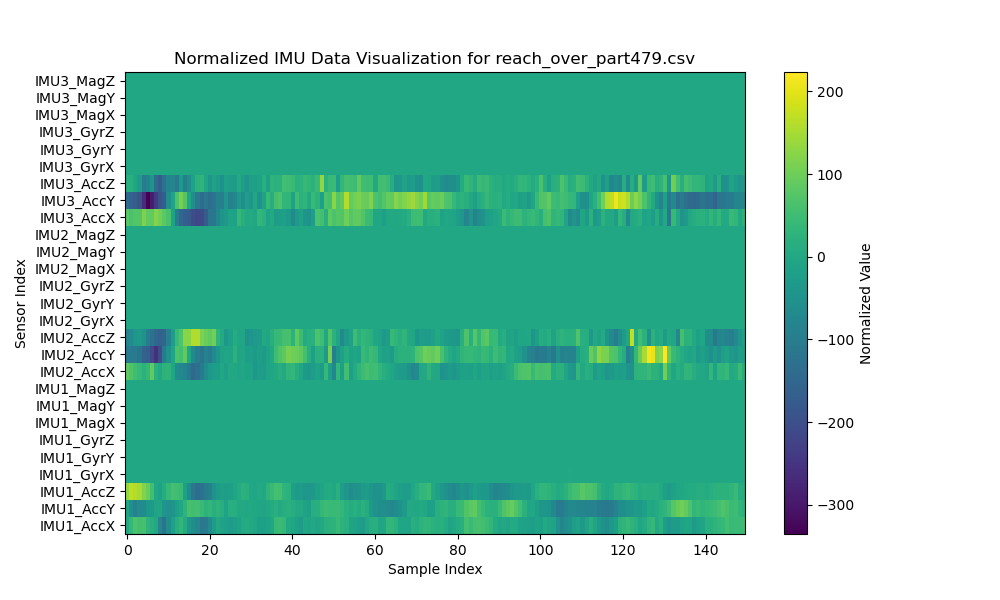 Normalized IMU Data Visualization for reach_over_part479.csv
IMU3_MagZ
IMU3_MagY
IMU3_MagX
IMU3_GyrZ
IMU3_GyrY
IMU3_GyrX
IMU3_AccZ
IMU3_AccY
IMU3_AccX
IMU2_MagZ
IMU2_MagY
IMU2_MagX
IMU2_GyrZ
IMU2_GyrY
IMU2_GyrX
IMU2_AccZ
IMU2_AccY
IMU2_AccX
IMU1_MagZ
IMU1_MagY
IMU1_MagX
IMU1_GyrZ
IMU1_GyrY
IMU1_GyrX
IMU1_AccZ
IMU1_AccY
IMU1_AccX
Sensor Index
0 20 40 60 80 100 120 140
Sample Index
200
100
0
−100
−200
−300
Normalized Value